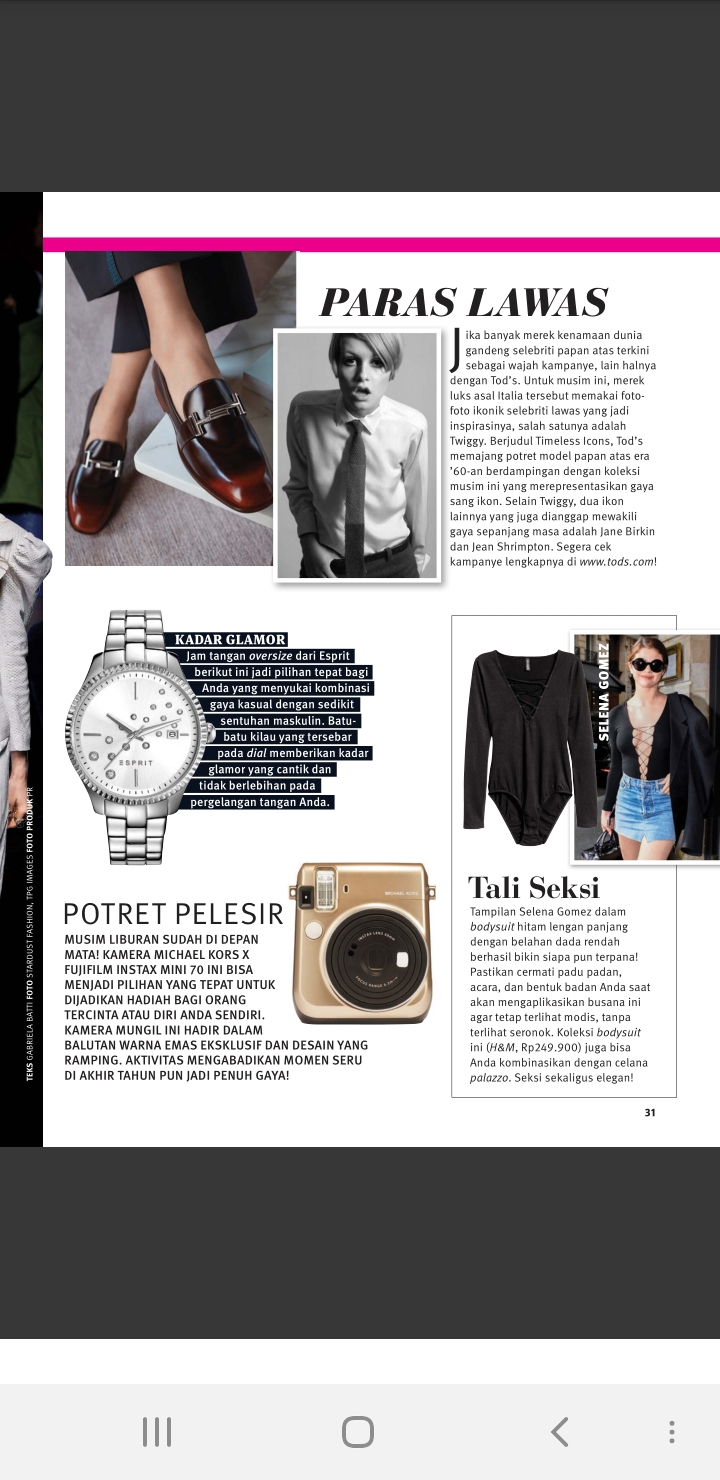 PARAS LAWAS
Jika banyak merek kenamaan dunia
gandeng selebriti papan atas terkini
sebagai wajah kampanye, lain halnya
dengan Tod's. Untuk musim ini, merek
luks asal Italia tersebut memakai foto-
foto ikonik selebriti lawas yang jadi
inspirasinya, salah satunya adalah
Twiggy. Berjudul Timeless Icons, Tod's
memajang potret model papan atas era
'60-an berdampingan dengan koleksi
musim ini yang merepresentasikan gaya
sang ikon. Selain Twiggy, dua ikon
lainnya yang juga dianggap mewakili
gaya sepanjang masa adalah Jane Birkin
dan Jean Shrimpton. Segera cek
kampanye lengkapnya di www.tods.com!
KADAR GLAMOR
Jam tangan oversize dari Esprit
berikut ini jadi pilihan tepat bagi
Anda yang menyukai kombinasi
gaya kasual dengan sedikit
sentuhan maskulin. Batu-
batu kilau yang tersebar
pada dial memberikan kadar
glamor yang cantik dan
tidak berlebihan pada
pergelangan tangan Anda.
ESPRIT
POTRET PELESIR
MUSIM LIBURAN SUDAH DI DEPAN
MATA! KAMERA MICHAEL KORS X
FUJIFILM INSTAX MINI 70 INI BISA
MENJADI PILIHAN YANG TEPAT UNTUK
DIJADIKAN HADIAH BAGI ORANG
TERCINTA ATAU DIRI ANDA SENDIRI.
KAMERA MUNGIL INI HADIR DALAM
BALUTAN WARNA EMAS EKSKLUSIF DAN DESAIN YANG
RAMPING. AKTIVITAS MENGABADIKAN MOMEN SERU
DI AKHIR TAHUN PUN JADI PENUH GAYA!
MICHAEL KORS
SELENA GOMEZ
Tali Seksi
Tampilan Selena Gomez dalam
bodysuit hitam lengan panjang
dengan belahan dada rendah
berhasil bikin siapa pun terpana!
Pastikan cermati padu padan,
acara, dan bentuk badan Anda saat
akan mengaplikasikan busana ini
agar tetap terlihat modis, tanpa
terlihat seronok. Koleksi bodysuit
ini (H&M, Rp249.900) juga bisa
Anda kombinasikan dengan celana
palazzo. Seksi sekaligus elegan!
TEKS GABRIELA BATTI FOTO STARDUST FASHION, TPG IMAGES FOTO PRODUK PR
31